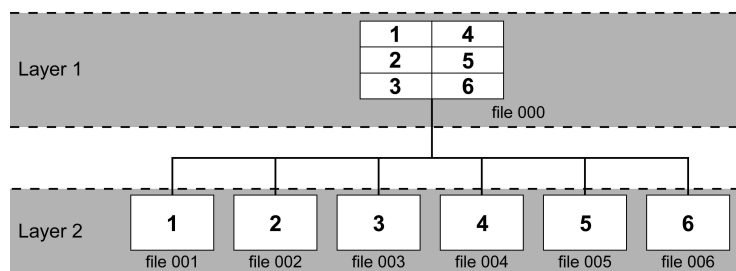 1 4
Layer 1 2 5
3 6
file 000
1 2 3 4 5 6
Layer 2
file 001 file 002 file 003 file 004 file 005 file 006